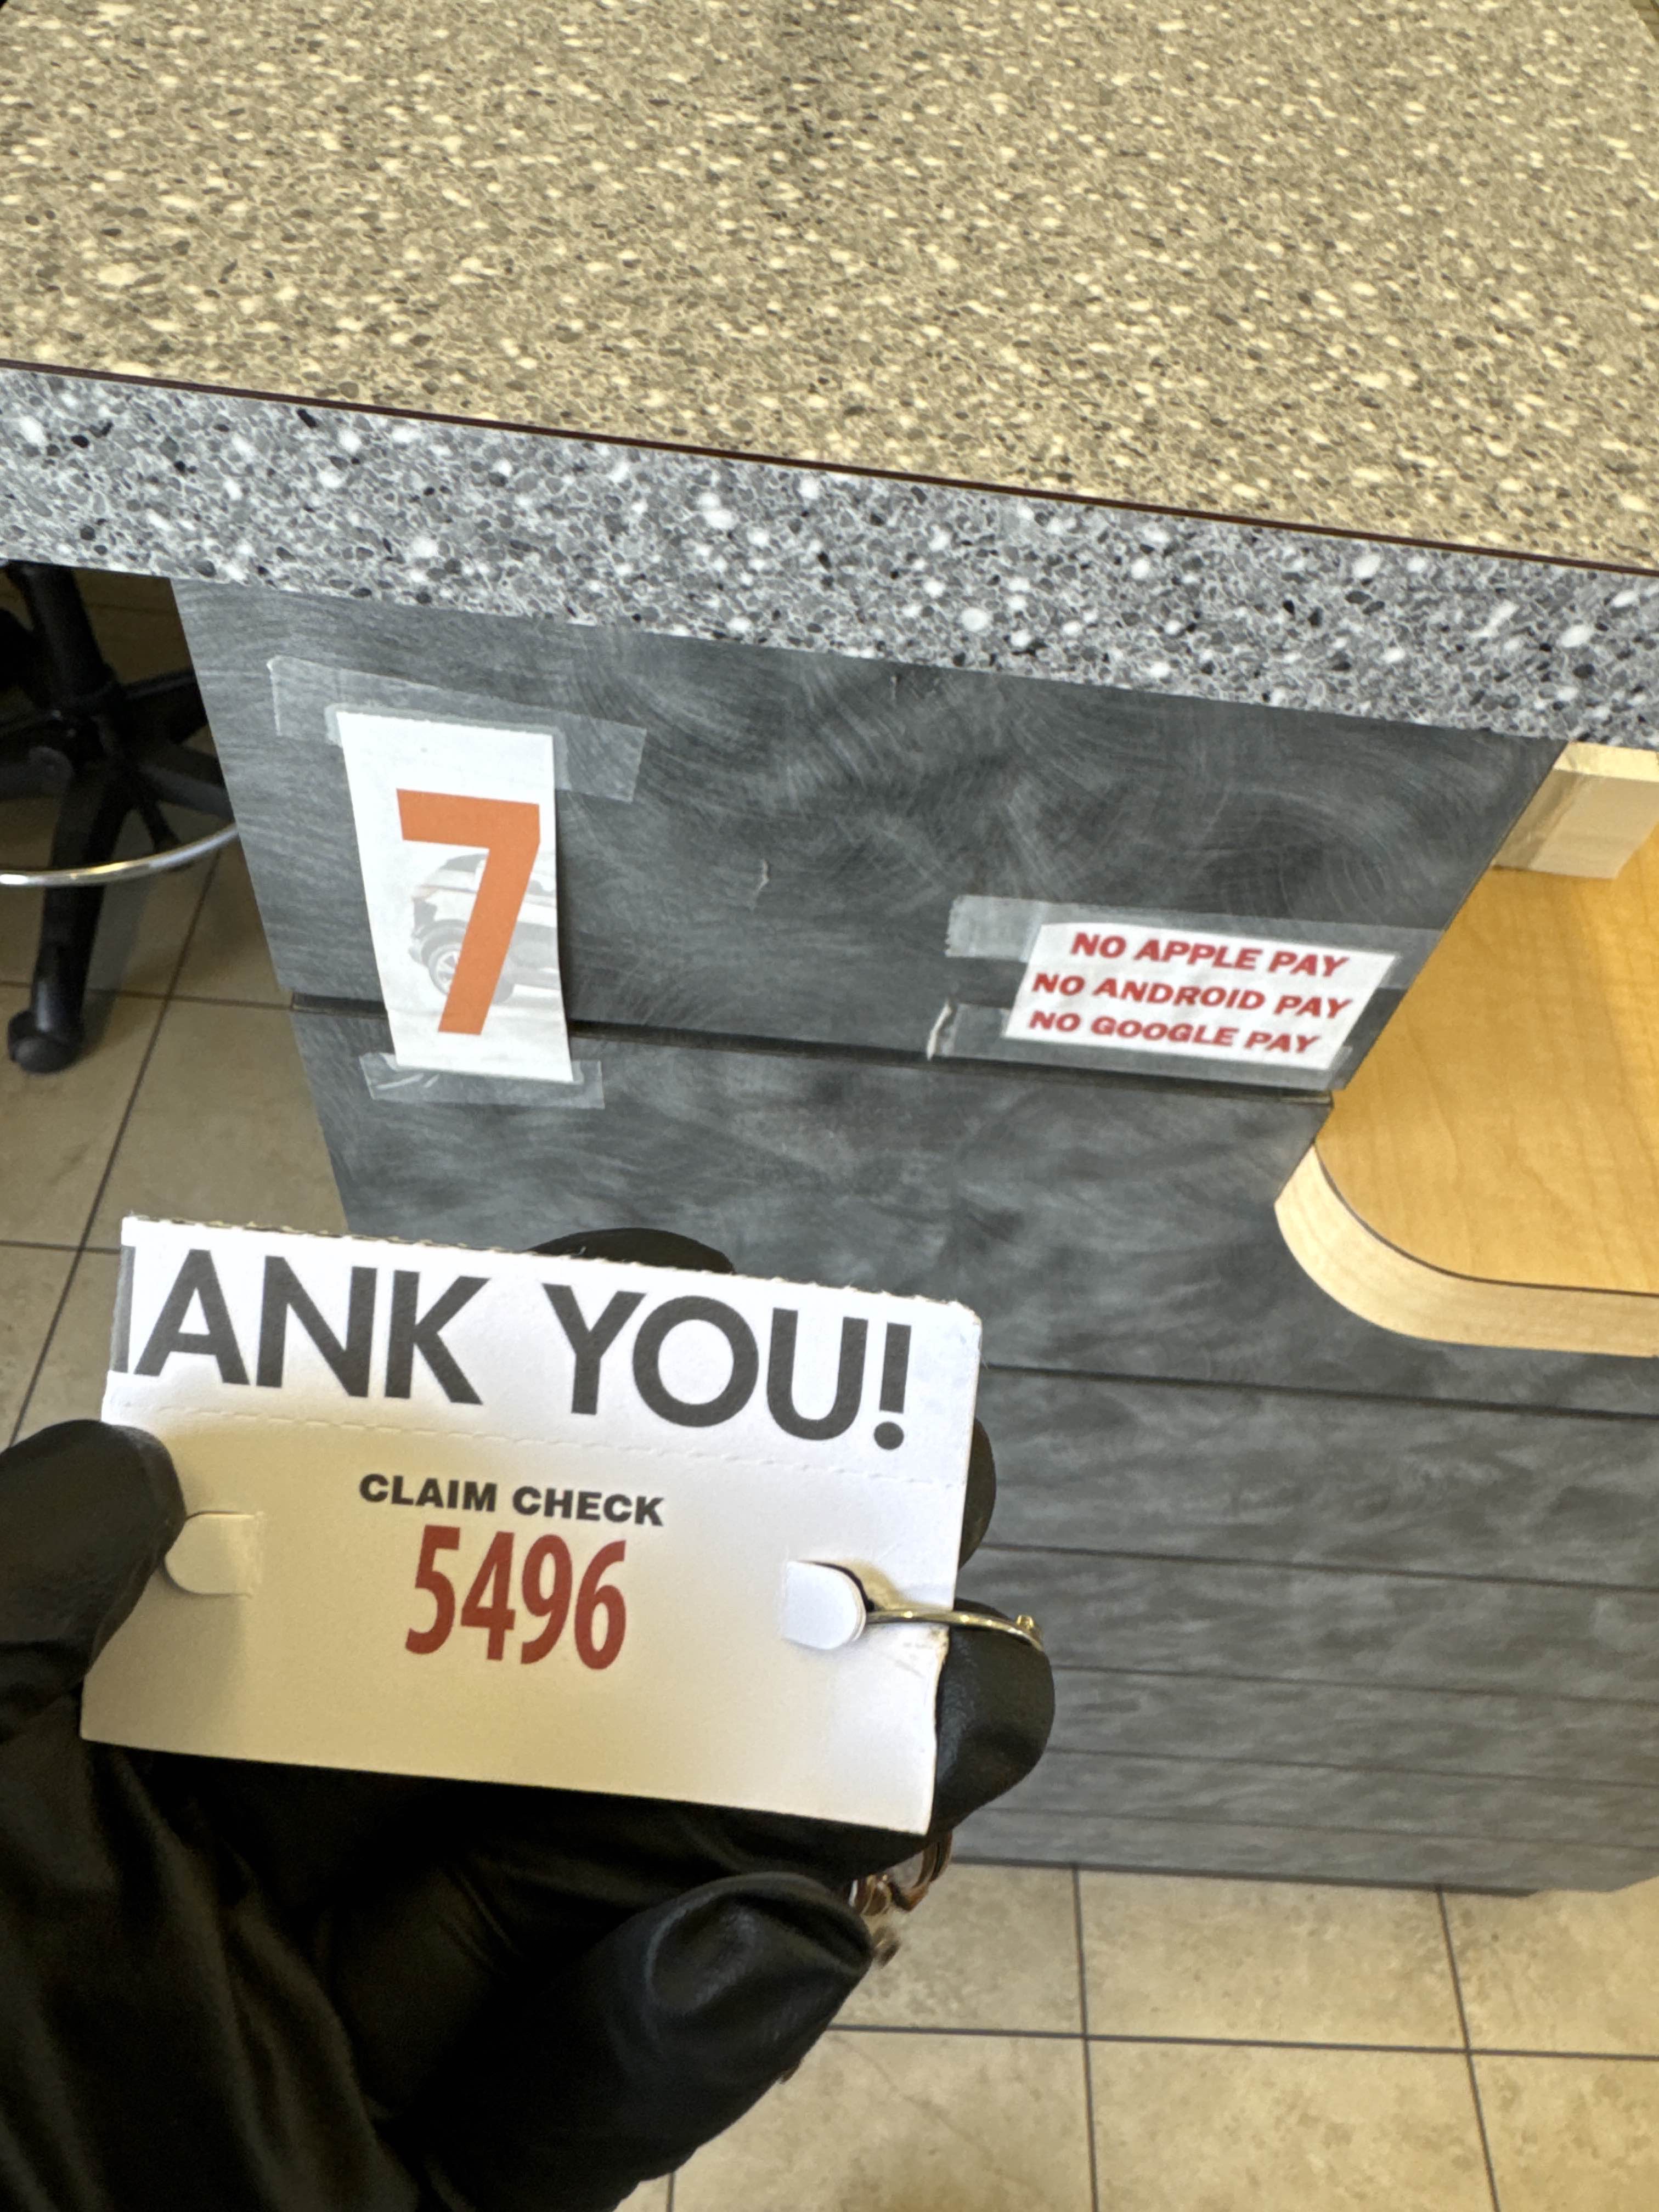 7
NO APPLE PAY
NO ANDROID PAY
NO GOOGLE PAY
ANK YOU!
CLAIM CHECK
5496